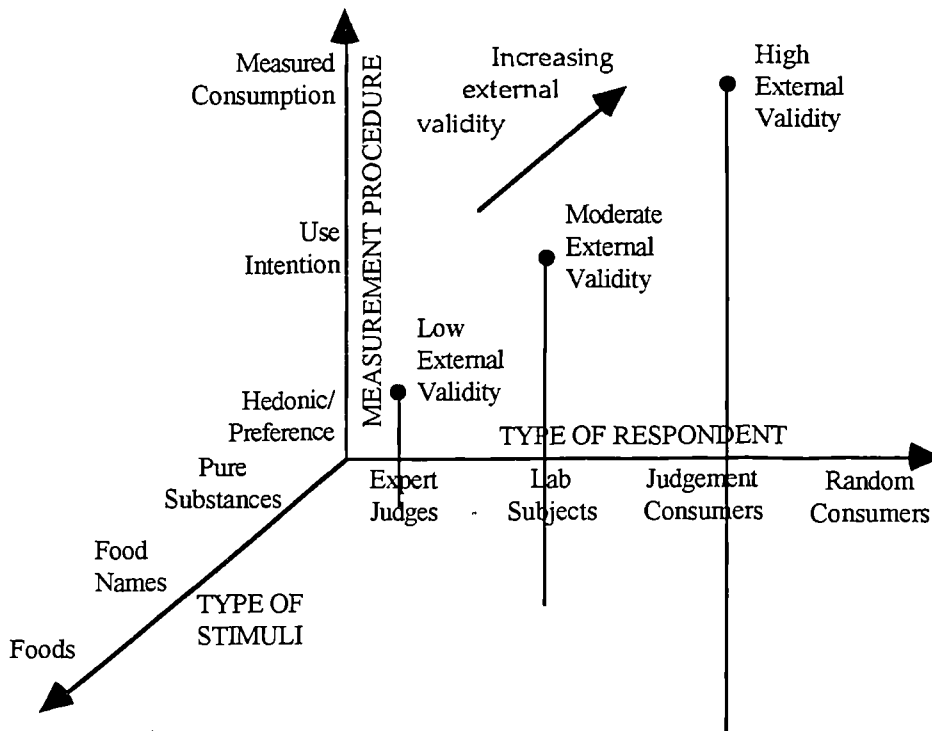 Measured
Consumption
Use
Intention
Hedonic/
Preference
MEASUREMENT PROCEDURE
Increasing
external
validity
High
External
Validity
Moderate
External
Validity
Low
External
Validity
TYPE OF RESPONDENT
Expert
Judges
Lab
Subjects
Judgement
Consumers
Random
Consumers
Pure
Substances
Food
Names
Foods
TYPE OF
STIMULI